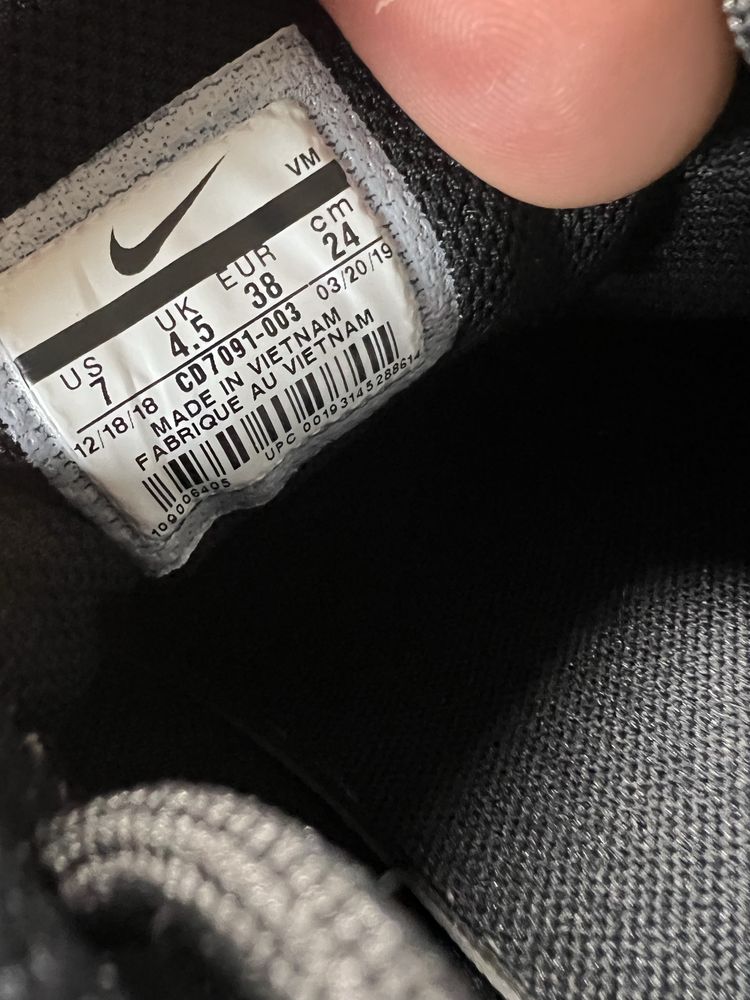 VM
US UK EUR cm
7 4.5 38 24
12/18/18 CD7091-003 03/20/19
MADE IN VIETNAM
FABRIQUE AU VIETNAM
109006495 UPC 00193145288614